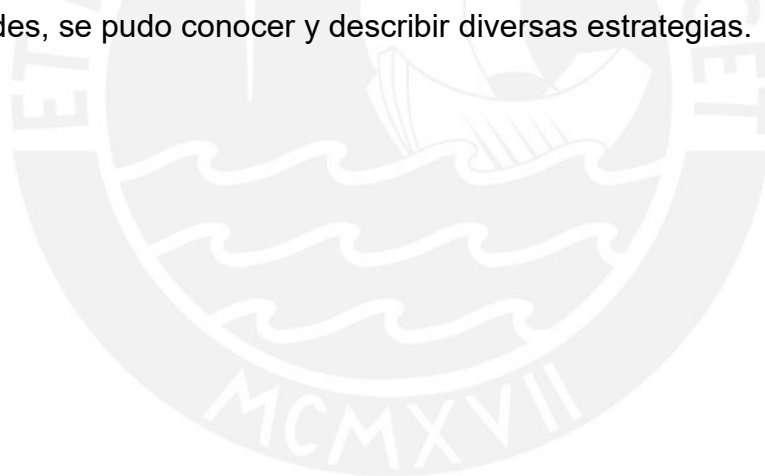 des, se pudo conocer y describir diversas estrategias.
MCMXVII